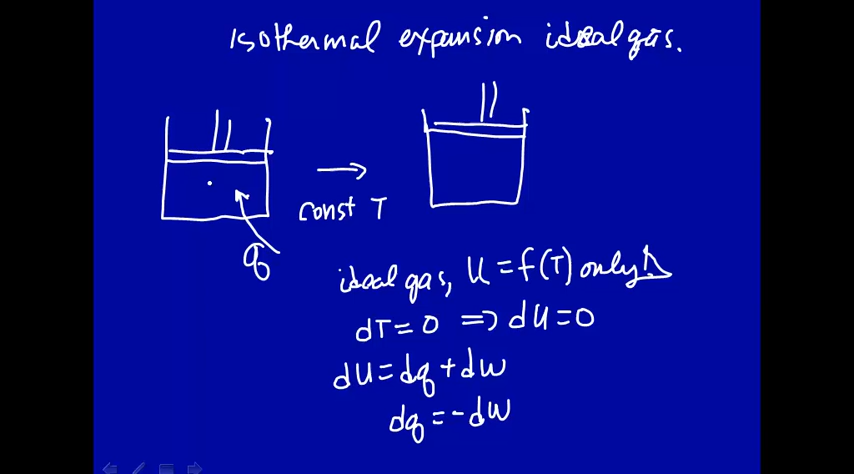 isothermal expansion ideal gas.
const T
q
ideal gas, U = f(T) only!
dT = 0 ⇒ dU = 0
dU = dq + dw
dq = -dw